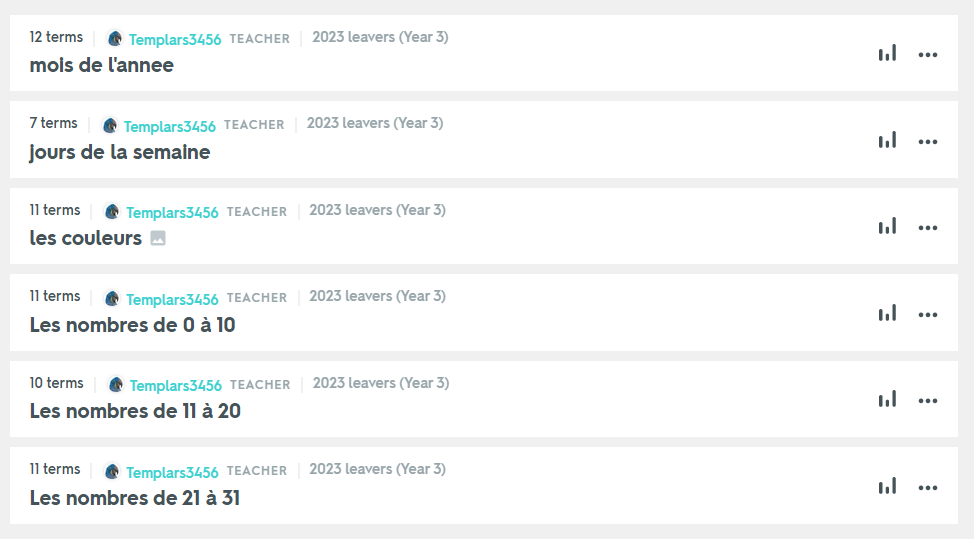 12 terms Templars3456 TEACHER 2023 leavers (Year 3)
mois de l'annee
7 terms Templars3456 TEACHER 2023 leavers (Year 3)
jours de la semaine
11 terms Templars3456 TEACHER 2023 leavers (Year 3)
les couleurs
11 terms Templars3456 TEACHER 2023 leavers (Year 3)
Les nombres de 0 à 10
10 terms Templars3456 TEACHER 2023 leavers (Year 3)
Les nombres de 11 à 20
11 terms Templars3456 TEACHER 2023 leavers (Year 3)
Les nombres de 21 à 31